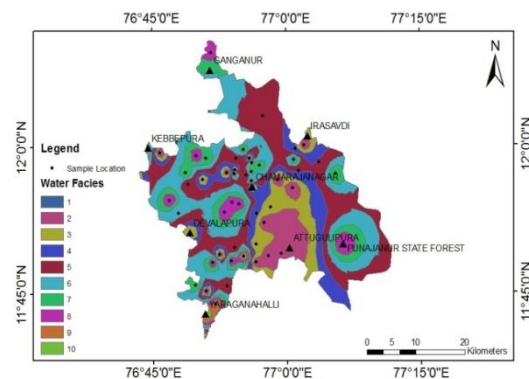 76°45'0"E 77°0'0"E 77°15'0"E
N
GANGANUR
IRASAVDI
KEBBEPURA
12°0'0"N
12°0'0"N
Legend
Sample Location
Water Facies
CHAMARAJANAGAR
DEVALAPURA
ATTUGULIPURA
PUNAJANUR STATE FOREST
YARAGANAHALLI
1
2
3
4
5
6
7
8
9
10
11°45'0"N
11°45'0"N
0 5 10 20
Kilometers
76°45'0"E 77°0'0"E 77°15'0"E